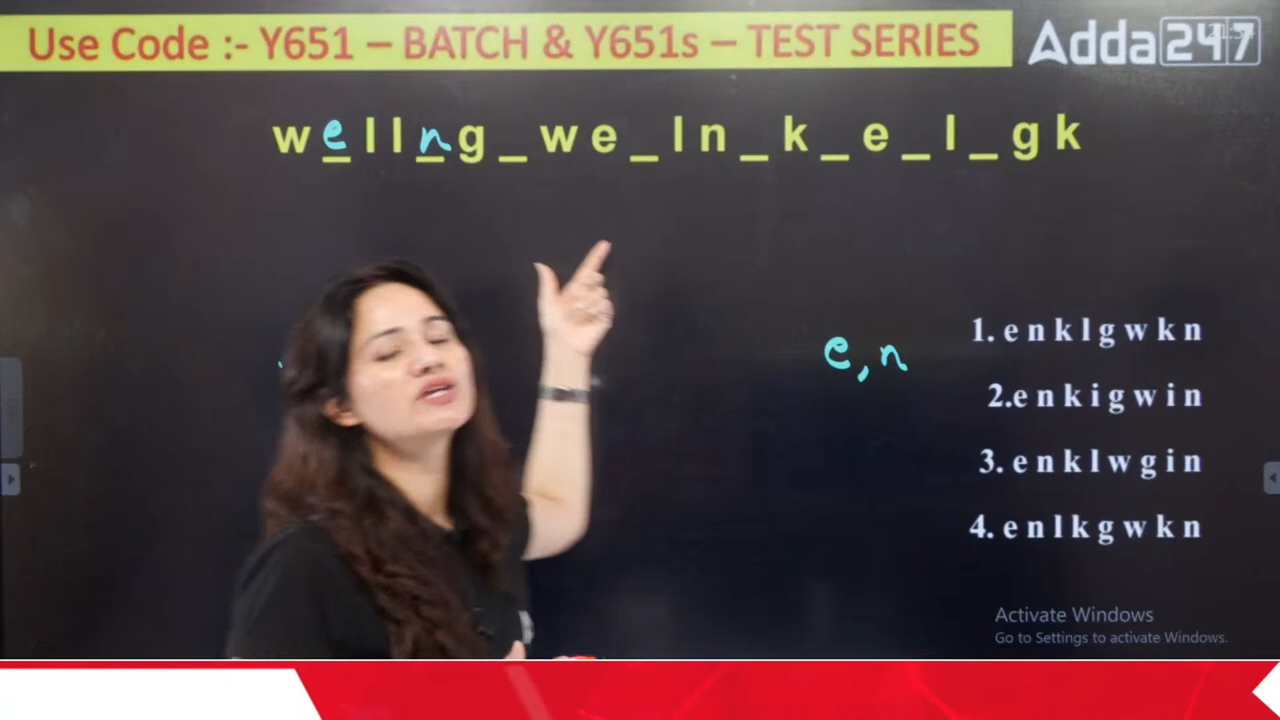 Use Code :- Y651 – BATCH & Y651s – TEST SERIES
Adda247
w e l l n g _ w e _ l n _ k _ e _ l _ g k
e, n
1. e n k l g w k n
2.e n k i g w i n
3. e n k l w g i n
4. e n l k g w k n
Activate Windows
Go to Settings to activate Windows.